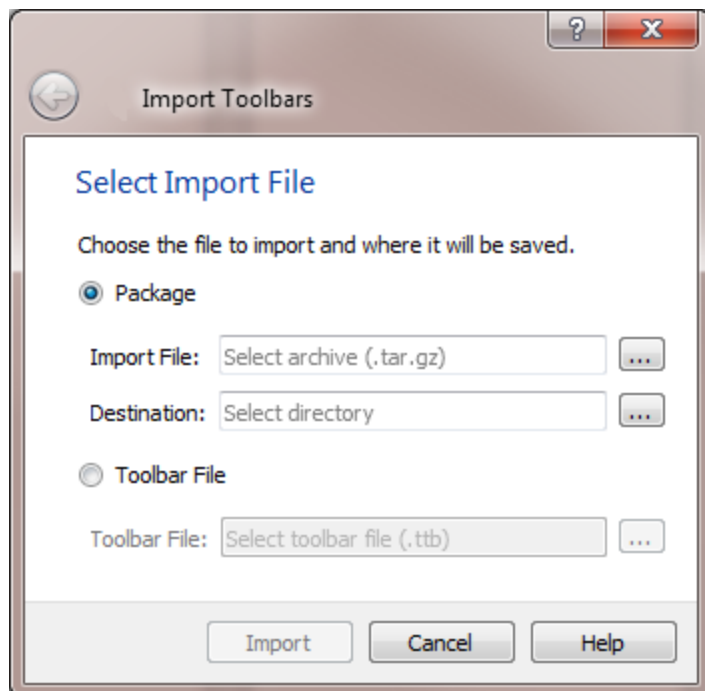 ?
Import Toolbars
Select Import File
Choose the file to import and where it will be saved.
Package
Import File: Select archive (.tar.gz) ...
Destination: Select directory ...
Toolbar File
Toolbar File: Select toolbar file (.ttb) ...
Import Cancel Help